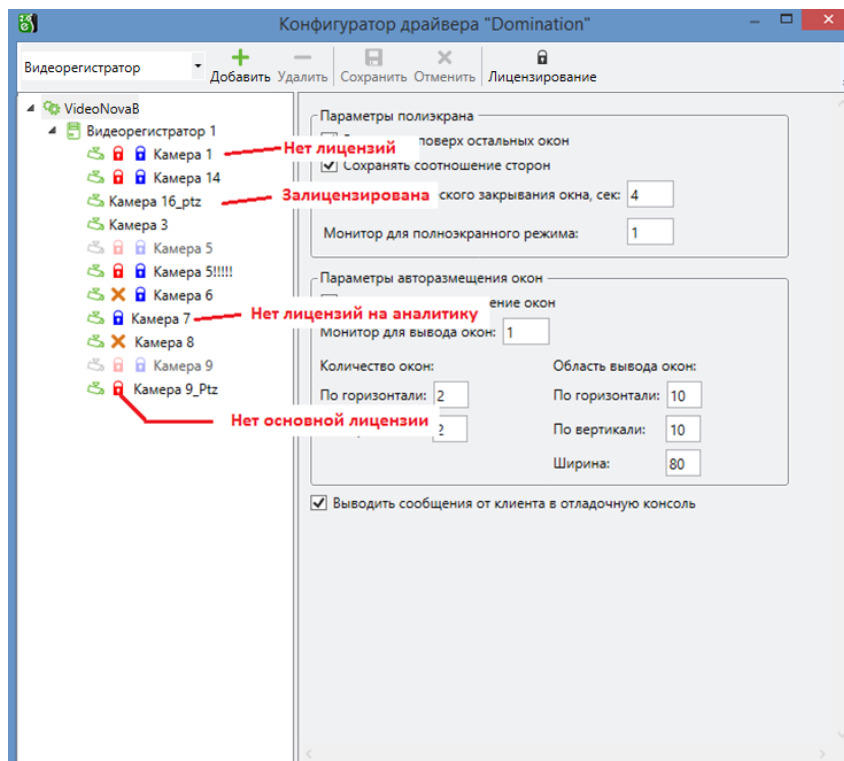 Конфигуратор драйвера "Domination"
Видеорегистратор
Добавить Удалить Сохранить Отменить Лицензирование
VideoNovaB
Видеорегистратор 1
Камера 1
Камера 14
Камера 16_ptz
Камера 3
Камера 5
Камера 5!!!!!
Камера 6
Камера 7
Камера 8
Камера 9
Камера 9_Ptz
Нет лицензий
Залицензирована
Нет лицензий на аналитику
Нет основной лицензии
Параметры полиэкрана
поверх остальных окон
Сохранять соотношение сторон
закрывания окна, сек: 4
Монитор для полноэкранного режима: 1
Параметры авторазмещения окон
окон
Монитор для вывода окон: 1
Количество окон: Область вывода окон:
По горизонтали: 2 По горизонтали: 10
2 По вертикали: 10
Ширина: 80
Выводить сообщения от клиента в отладочную консоль